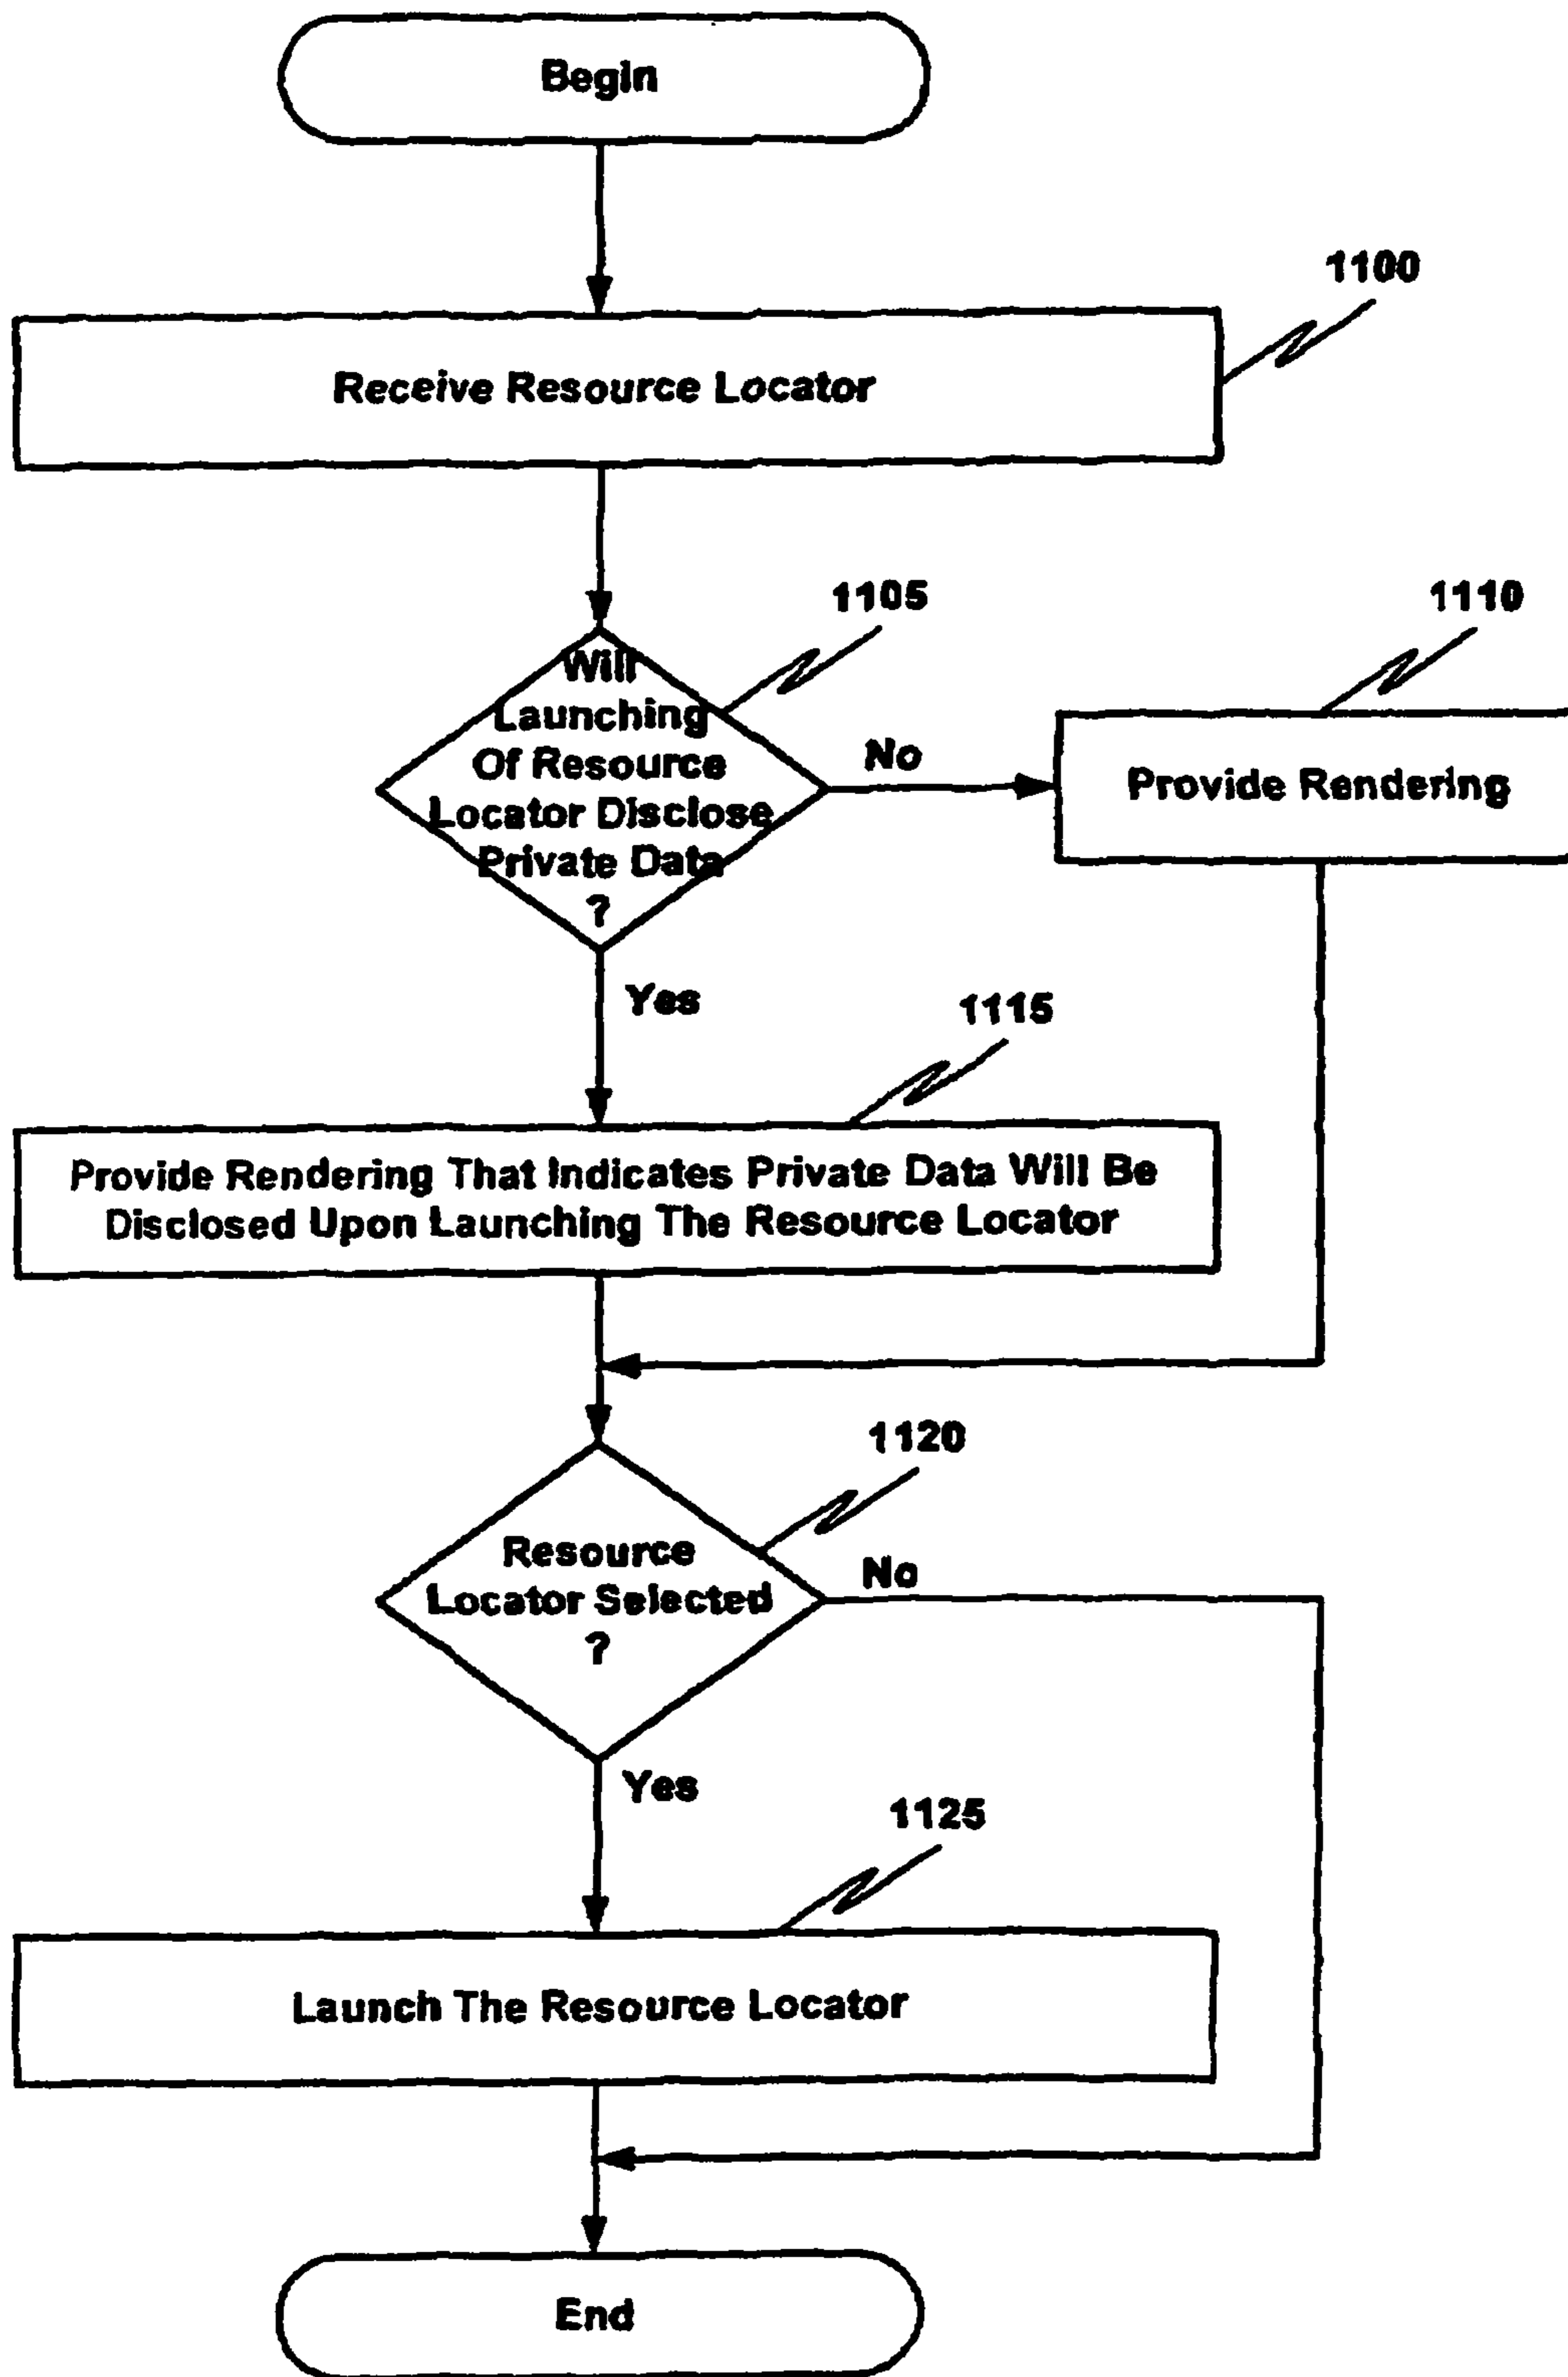 Begin
1100
Receive Resource Locator
1105
1110
Will
Launching
Of Resource
Locator Disclose
Private Data
?
No
Provide Rendering
Yes
1115
Provide Rendering That Indicates Private Data Will Be
Disclosed Upon Launching The Resource Locator
1120
Resource
Locator Selected
?
No
Yes
1125
Launch The Resource Locator
End